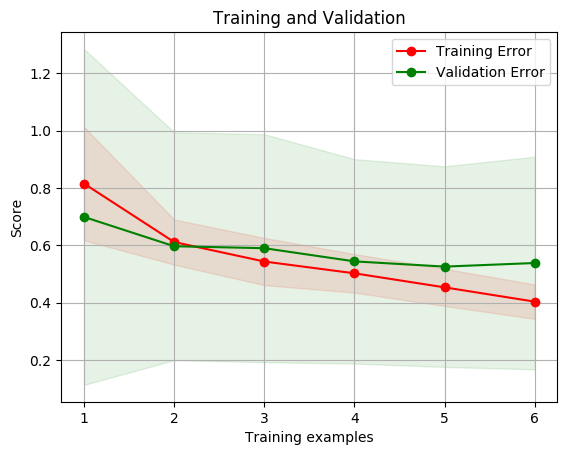 Training and Validation
Training Error
Validation Error
Score
1.2
1.0
0.8
0.6
0.4
0.2
1 2 3 4 5 6
Training examples